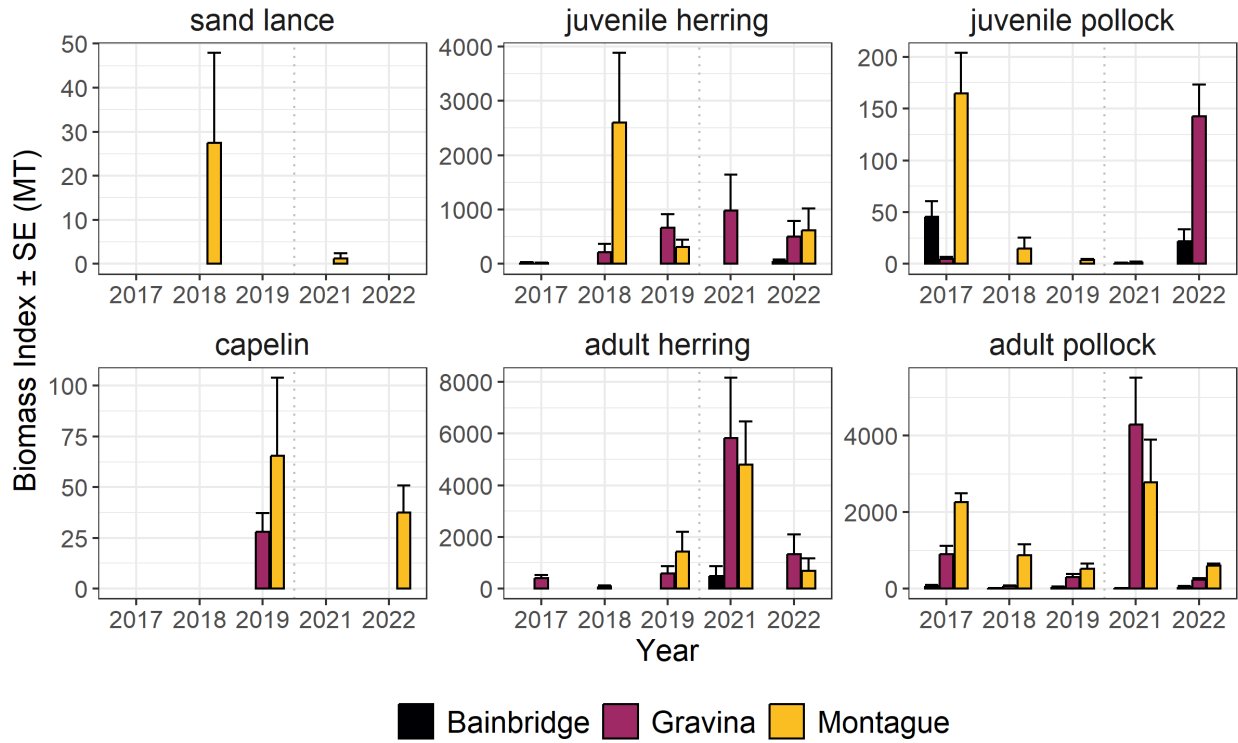 sand lance
juvenile herring
juvenile pollock
50
40
30
20
10
0
2017 2018 2019 2021 2022
4000
3000
2000
1000
0
2017 2018 2019 2021 2022
200
150
100
50
0
2017 2018 2019 2021 2022
Biomass Index ± SE (MT)
capelin
adult herring
adult pollock
100
75
50
25
0
2017 2018 2019 2021 2022
8000
6000
4000
2000
0
2017 2018 2019 2021 2022
4000
2000
0
2017 2018 2019 2021 2022
Year
Bainbridge Gravina Montague